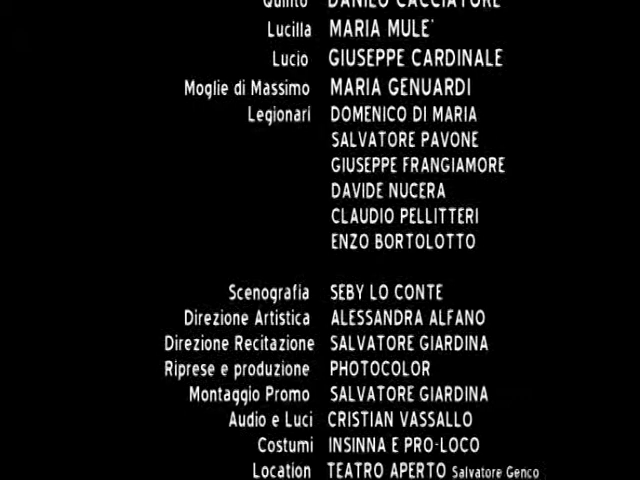 Quinto DANILO CACCIATORE
Lucilla MARIA MULE'
Lucio GIUSEPPE CARDINALE
Moglie di Massimo MARIA GENUARDI
Legionari DOMENICO DI MARIA
SALVATORE PAVONE
GIUSEPPE FRANGIAMORE
DAVIDE NUCERA
CLAUDIO PELLITTERI
ENZO BORTOLOTTO
Scenografia SEBY LO CONTE
Direzione Artistica ALESSANDRA ALFANO
Direzione Recitazione SALVATORE GIARDINA
Riprese e produzione PHOTOCOLOR
Montaggio Promo SALVATORE GIARDINA
Audio e Luci CRISTIAN VASSALLO
Costumi INSINNA E PRO-LOCO
Location TEATRO APERTO Salvatore Genco